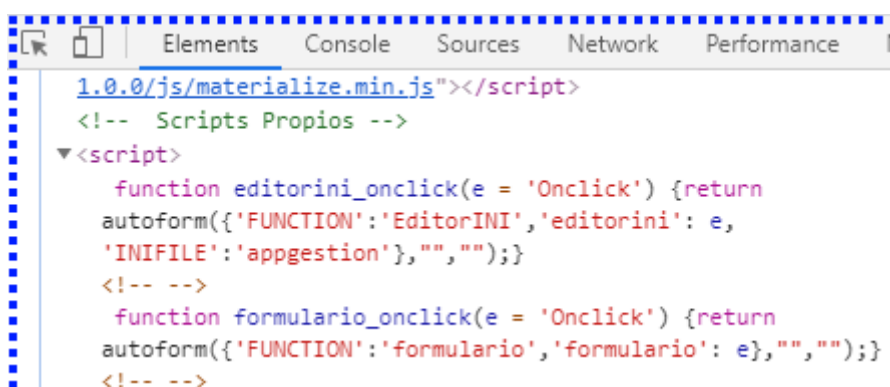 Elements Console Sources Network Performance
1.0.0/js/materialize.min.js"></script>
<!--  Scripts Propios -->
▼<script>
function editorini_onclick(e = 'Onclick') {return
autoform({'FUNCTION':'EditorINI','editorini': e,
'INIFILE':'appgestion'},"","");}
<!-- -->
function formulario_onclick(e = 'Onclick') {return
autoform({'FUNCTION':'formulario','formulario': e},"","");}
<!-- -->